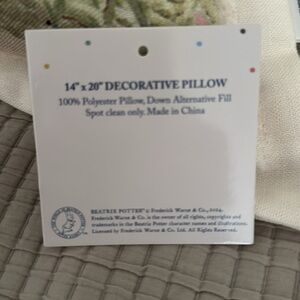 14" x 20" DECORATIVE PILLOW
100% Polyester Pillow, Down Alternative Fill
Spot clean only. Made in China
BEATRIX POTTER™ © Frederick Warne & Co., 2024.
Frederick Warne & Co. is the owner of all rights, copyrights and
trademarks in the Beatrix Potter character names and illustrations.
Licensed by Frederick Warne & Co. Ltd. All Rights Reserved.